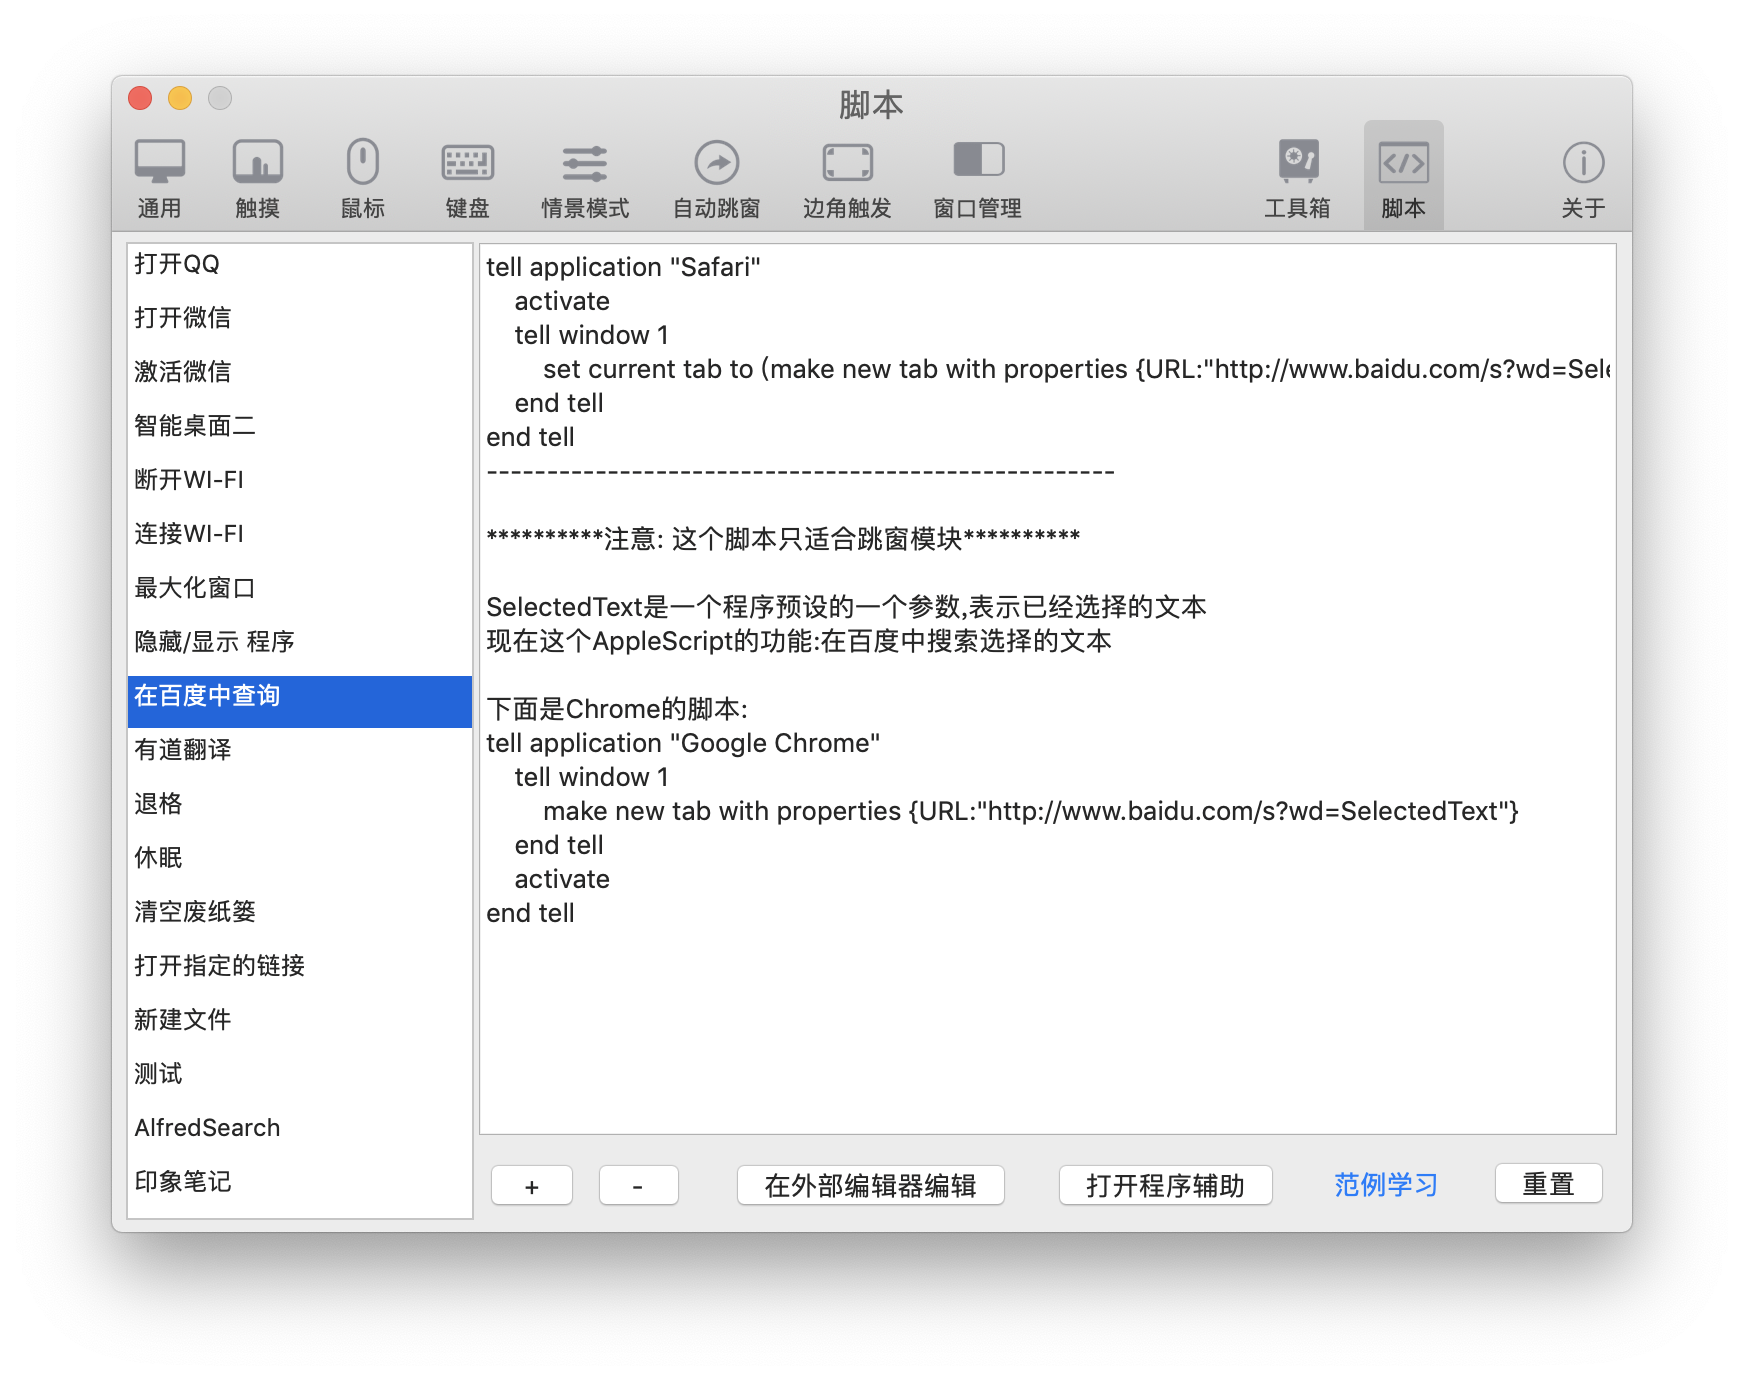 脚本
通用
触摸
鼠标
键盘
情景模式
自动跳窗
边角触发
窗口管理
工具箱
脚本
关于
打开QQ
打开微信
激活微信
智能桌面二
断开WI-FI
连接WI-FI
最大化窗口
隐藏/显示 程序
在百度中查询
有道翻译
退格
休眠
清空废纸篓
打开指定的链接
新建文件
测试
AlfredSearch
印象笔记
tell application "Safari"
activate
tell window 1
set current tab to (make new tab with properties {URL:"http://www.baidu.com/s?wd=Sele
end tell
end tell
----------------------------------------------------
**********注意: 这个脚本只适合跳窗模块**********
SelectedText是一个程序预设的一个参数,表示已经选择的文本
现在这个AppleScript的功能:在百度中搜索选择的文本
下面是Chrome的脚本:
tell application "Google Chrome"
tell window 1
make new tab with properties {URL:"http://www.baidu.com/s?wd=SelectedText"}
end tell
activate
end tell
+
-
在外部编辑器编辑
打开程序辅助
范例学习
重置